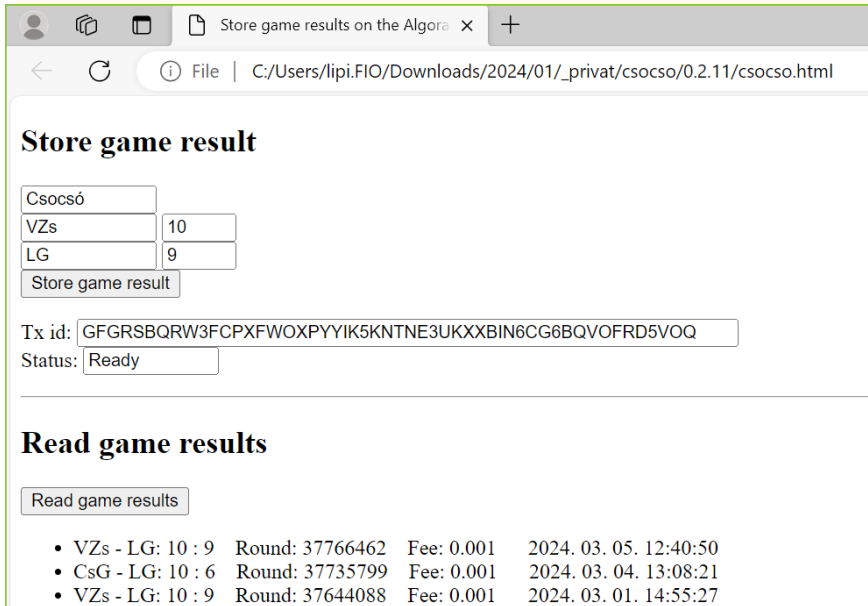 Store game results on the Algora
File | C:/Users/lipi.FIO/Downloads/2024/01/_privat/csocso/0.2.11/csocso.html
Store game result
Csocsó
VZs 10
LG 9
Store game result
Tx id: GFGRSBQRW3FCPXFWOXPYYIK5KNTNE3UKXXBIN6CG6BQVOFRD5VOQ
Status: Ready
Read game results
Read game results
• VZs - LG: 10 : 9 Round: 37766462 Fee: 0.001 2024. 03. 05. 12:40:50
• CsG - LG: 10 : 6 Round: 37735799 Fee: 0.001 2024. 03. 04. 13:08:21
• VZs - LG: 10 : 9 Round: 37644088 Fee: 0.001 2024. 03. 01. 14:55:27